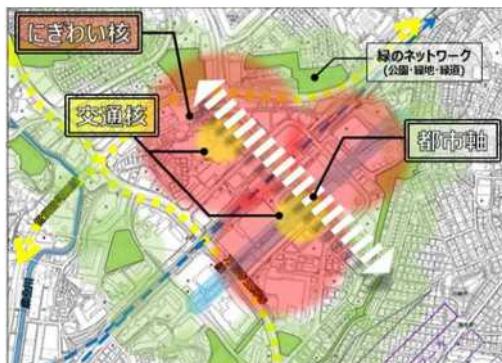 にぎわい核
緑のネットワーク
(公園・緑地・緑道)
交通核
都市軸